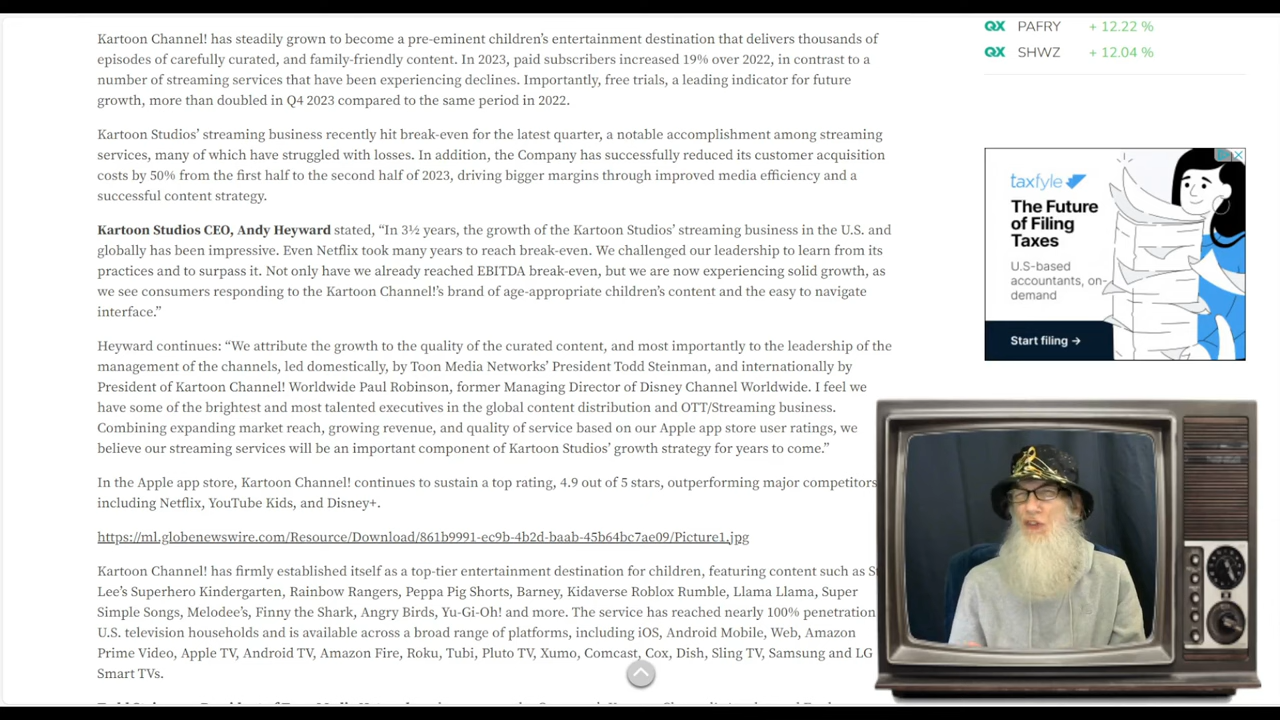 Kartoon Channel! has steadily grown to become a pre-eminent children's entertainment destination that delivers thousands of
episodes of carefully curated, and family-friendly content. In 2023, paid subscribers increased 19% over 2022, in contrast to a
number of streaming services that have been experiencing declines. Importantly, free trials, a leading indicator for future
growth, more than doubled in Q4 2023 compared to the same period in 2022.
Kartoon Studios' streaming business recently hit break-even for the latest quarter, a notable accomplishment among streaming
services, many of which have struggled with losses. In addition, the Company has successfully reduced its customer acquisition
costs by 50% from the first half to the second half of 2023, driving bigger margins through improved media efficiency and a
successful content strategy.
Kartoon Studios CEO, Andy Heyward stated, “In 3½ years, the growth of the Kartoon Studios' streaming business in the U.S. and
globally has been impressive. Even Netflix took many years to reach break-even. We challenged our leadership to learn from its
practices and to surpass it. Not only have we already reached EBITDA break-even, but we are now experiencing solid growth, as
we see consumers responding to the Kartoon Channel!'s brand of age-appropriate children's content and the easy to navigate
interface.”
Heyward continues: “We attribute the growth to the quality of the curated content, and most importantly to the leadership of the
management of the channels, led domestically, by Toon Media Networks' President Todd Steinman, and internationally by
President of Kartoon Channel! Worldwide Paul Robinson, former Managing Director of Disney Channel Worldwide. I feel we
have some of the brightest and most talented executives in the global content distribution and OTT/Streaming business.
Combining expanding market reach, growing revenue, and quality of service based on our Apple app store user ratings, we
believe our streaming services will be an important component of Kartoon Studios' growth strategy for years to come.”
In the Apple app store, Kartoon Channel! continues to sustain a top rating, 4.9 out of 5 stars, outperforming major competitors
including Netflix, YouTube Kids, and Disney+.
https://ml.globenewswire.com/Resource/Download/861b9991-ec9b-4b2d-baab-45b64bc7ae09/Picture1.jpg
Kartoon Channel! has firmly established itself as a top-tier entertainment destination for children, featuring content such as
Lee's Superhero Kindergarten, Rainbow Rangers, Peppa Pig Shorts, Barney, Kidaverse Roblox Rumble, Llama Llama, Super
Simple Songs, Melodee's, Finny the Shark, Angry Birds, Yu-Gi-Oh! and more. The service has reached nearly 100% penetration
U.S. television households and is available across a broad range of platforms, including iOS, Android Mobile, Web, Amazon
Prime Video, Apple TV, Android TV, Amazon Fire, Roku, Tubi, Pluto TV, Xumo, Comcast, Cox, Dish, Sling TV, Samsung and LG
Smart TVs.
QX PAFRY + 12.22 %
QX SHWZ + 12.04 %
taxfyle
The Future
of Filing
Taxes
U.S-based
accountants, on-
demand
Start filing →